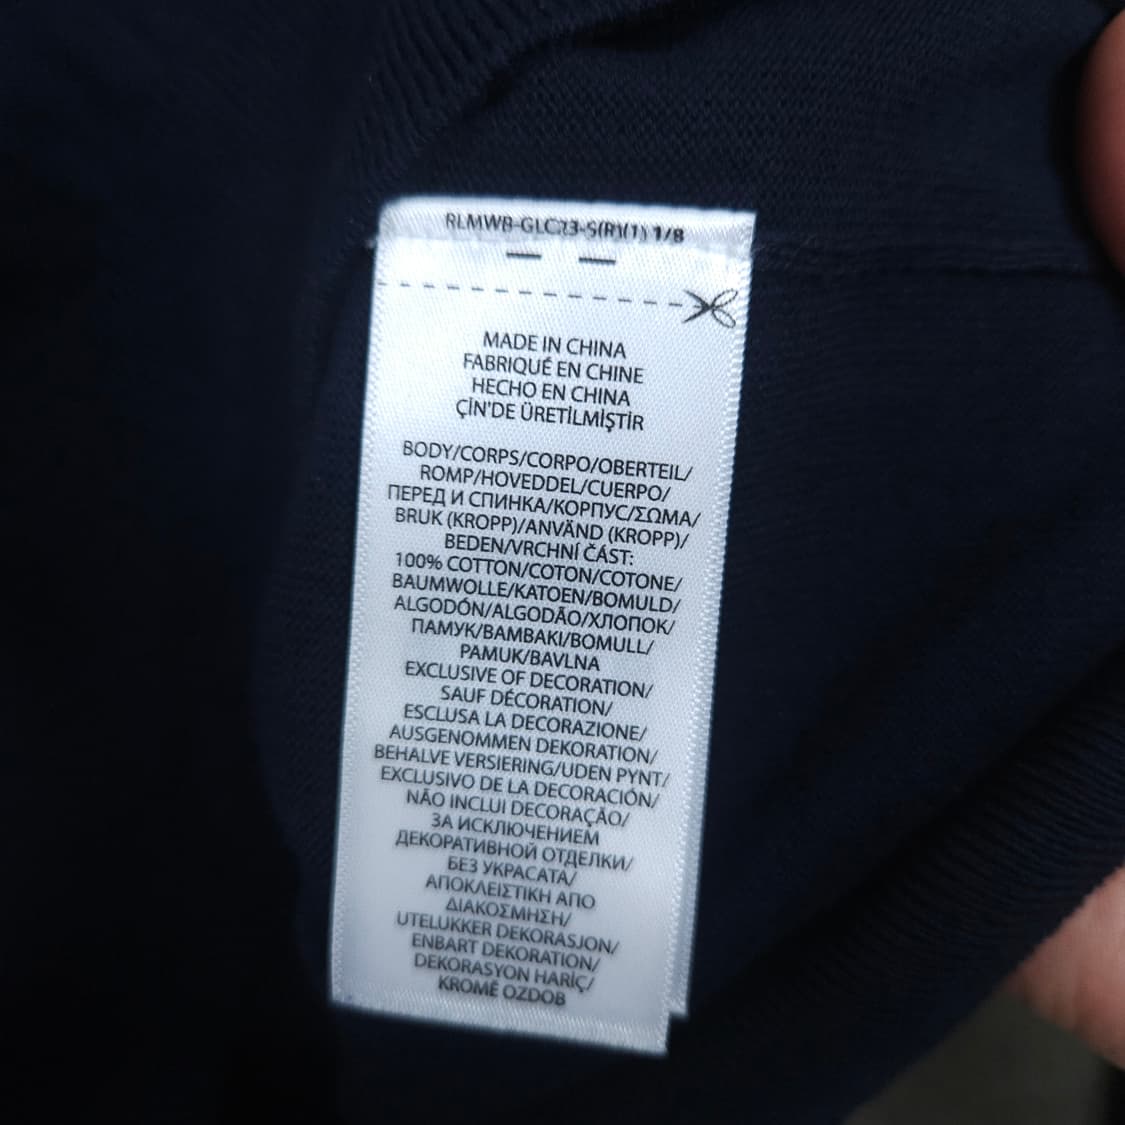 RLMWB-GLC23-S(R)(1) 1/8
MADE IN CHINA
FABRIQUÉ EN CHINE
HECHO EN CHINA
ÇİN'DE ÜRETİLMİŞTİR
BODY/CORPS/CORPO/OBERTEIL/
ROMP/HOVEDDEL/CUERPO/
ПЕРЕД И СПИНКА/КОРПУС/ΣΩΜΑ/
BRUK (KROPP)/ANVÄND (KROPP)/
BEDEN/VRCHNÍ ČÁST:
100% COTTON/COTON/COTONE/
BAUMWOLLE/KATOEN/BOMULD/
ALGODÓN/ALGODÃO/ХЛОПОК/
ПАМУК/BAMBAKI/BOMULL/
PAMUK/BAVLNA
EXCLUSIVE OF DECORATION/
SAUF DÉCORATION/
ESCLUSA LA DECORAZIONE/
AUSGENOMMEN DEKORATION/
BEHALVE VERSIERING/UDEN PYNT/
EXCLUSIVO DE LA DECORACIÓN/
NÃO INCLUI DECORAÇÃO/
ЗА ИСКЛЮЧЕНИЕМ
ДЕКОРАТИВНОЙ ОТДЕЛКИ/
БЕЗ УКРАСАТА/
ΑΠΟΚΛΕΙΣΤΙΚΗ ΑΠΟ
ΔΙΑΚΟΣΜΗΣΗ/
UTELUKKER DEKORASJON/
ENBART DEKORATION/
DEKORASYON HARİÇ/
KROMĚ OZDOB